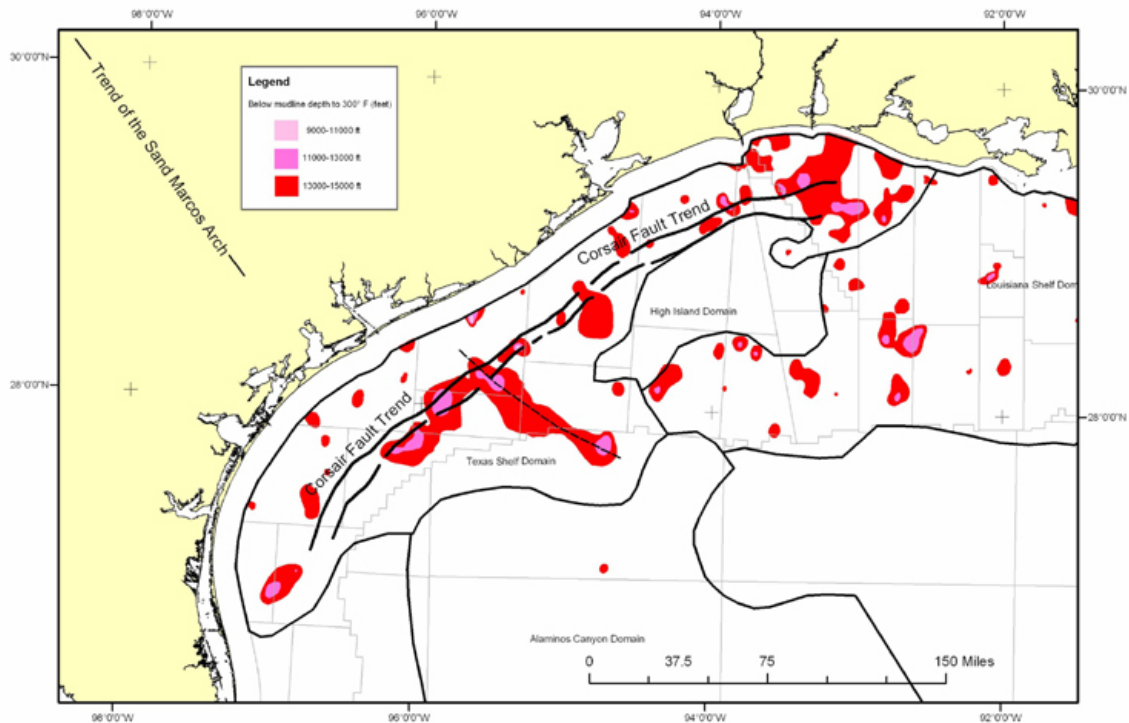 98°0'0"W
96°0'0"W
94°0'0"W
92°0'0"W
30°0'0"N
30°0'0"N
Trend of the Sand Marcos Arch
Legend
Below mudline depth to 300° F (feet)
9000-11000 ft
11000-13000 ft
13000-15000 ft
Corsair Fault Trend
Louisiana Shelf Dom
High Island Domain
28°0'0"N
28°0'0"N
Corsair Fault Trend
Texas Shelf Domain
Alaminos Canyon Domain
0 37.5 75 150 Miles
98°0'0"W
96°0'0"W
94°0'0"W
92°0'0"W